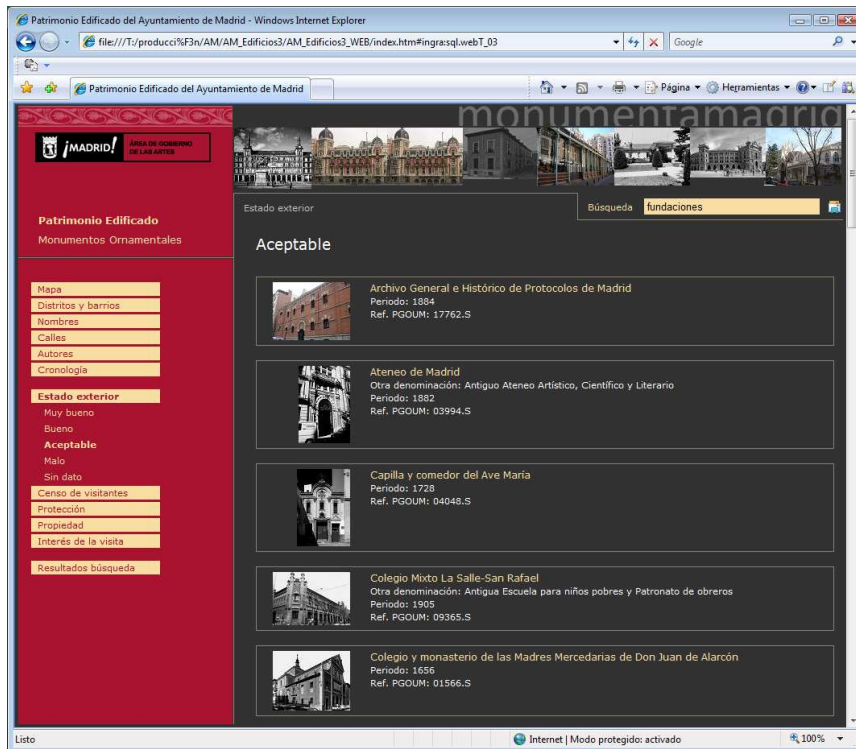 Patrimonio Edificado del Ayuntamiento de Madrid - Windows Internet Explorer
file:///T:/producci%F3n/AM/AM_Edificios3/AM_Edificios3_WEB/index.htm#ingra:sql.webT_03
Google
Patrimonio Edificado del Ayuntamiento de Madrid
Página
Herramientas
monumentamadrid
¡MADRID!
ÁREA DE GOBIERNO
DE LAS ARTES
Estado exterior
Búsqueda
fundaciones
Patrimonio Edificado
Monumentos Ornamentales
Mapa
Distritos y barrios
Nombres
Calles
Autores
Cronología
Estado exterior
Muy bueno
Bueno
Aceptable
Malo
Sin dato
Censo de visitantes
Protección
Propiedad
Interés de la visita
Resultados búsqueda
Aceptable
Archivo General e Histórico de Protocolos de Madrid
Periodo: 1884
Ref. PGOUM: 17762.S
Ateneo de Madrid
Otra denominación: Antiguo Ateneo Artístico, Científico y Literario
Periodo: 1882
Ref. PGOUM: 03994.S
Capilla y comedor del Ave María
Periodo: 1728
Ref. PGOUM: 04048.S
Colegio Mixto La Salle-San Rafael
Otra denominación: Antigua Escuela para niños pobres y Patronato de obreros
Periodo: 1905
Ref. PGOUM: 09365.S
Colegio y monasterio de las Madres Mercedarias de Don Juan de Alarcón
Periodo: 1656
Ref. PGOUM: 01566.S
Listo
Internet | Modo protegido: activado
100%